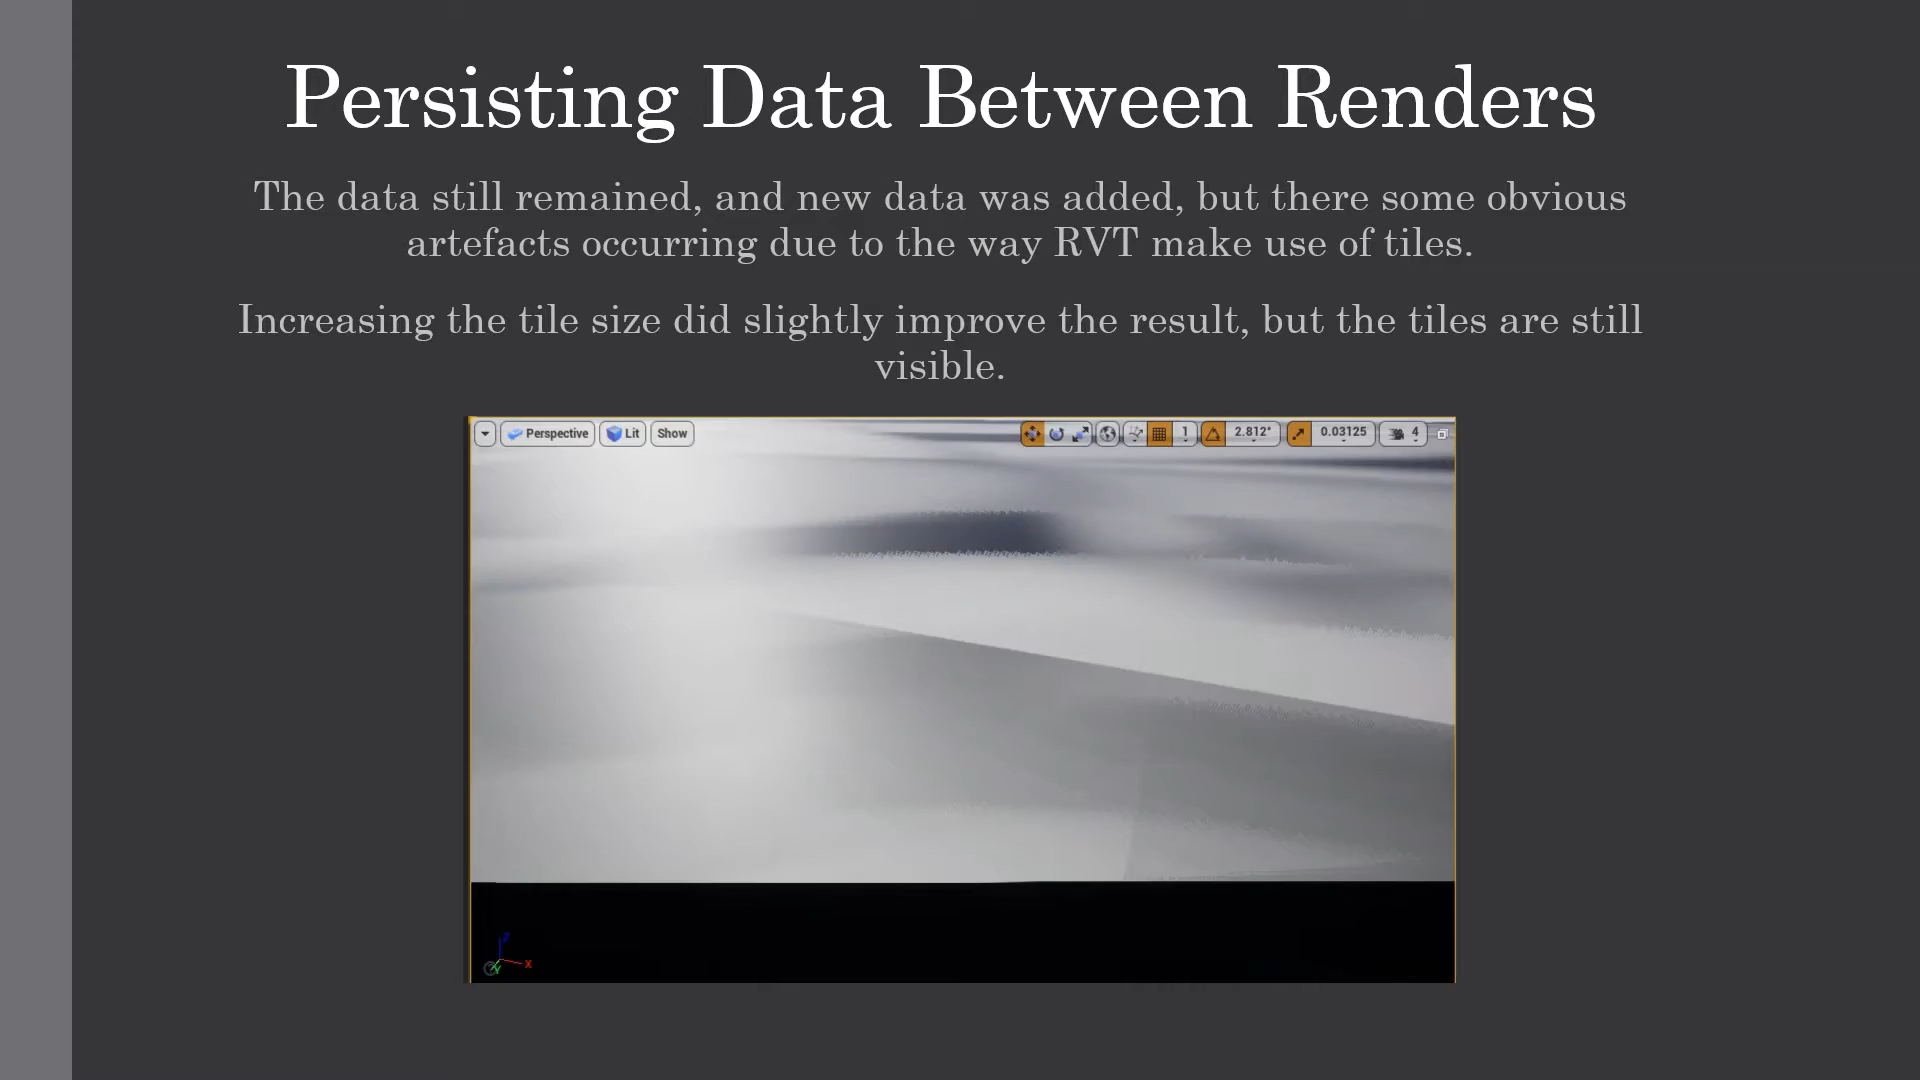 Persisting Data Between Renders
The data still remained, and new data was added, but there some obvious
artefacts occurring due to the way RVT make use of tiles.
Increasing the tile size did slightly improve the result, but the tiles are still
visible.
Perspective Lit Show 1 2.812° 0.03125 4
Z
Y X